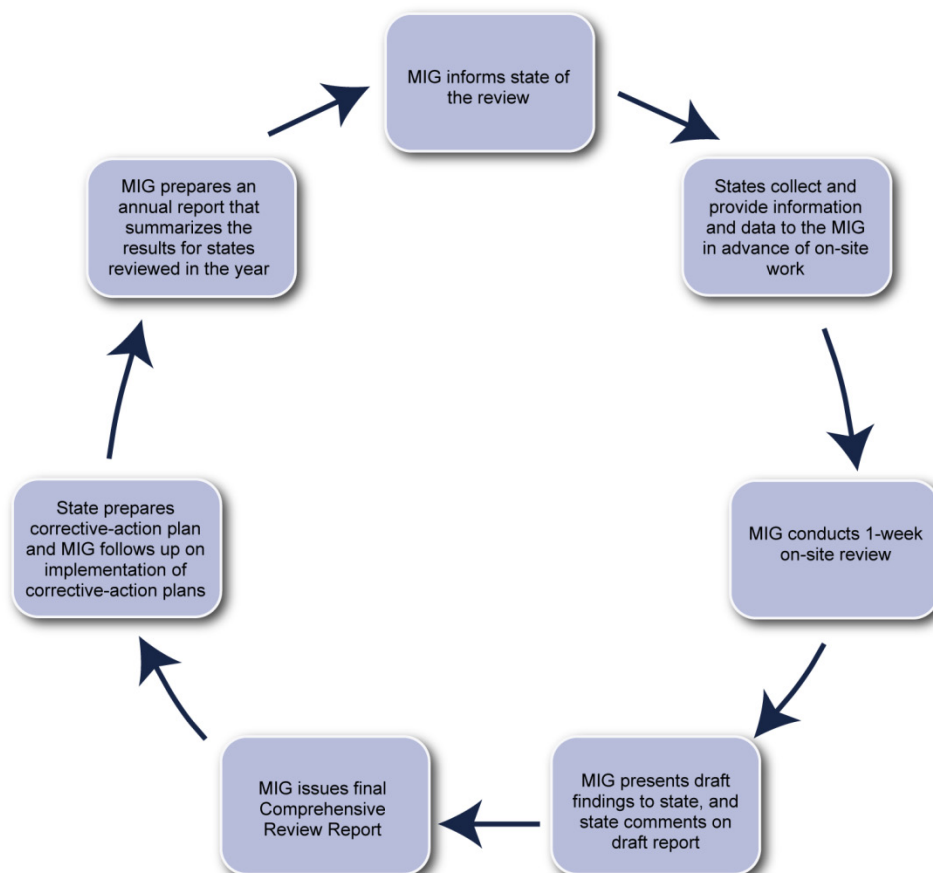 MIG informs state of
the review
States collect and
provide information
and data to the MIG
in advance of on-site
work
MIG conducts 1-week
on-site review
MIG presents draft
findings to state, and
state comments on
draft report
MIG issues final
Comprehensive
Review Report
State prepares
corrective-action plan
and MIG follows up on
implementation of
corrective-action plans
MIG prepares an
annual report that
summarizes the
results for states
reviewed in the year